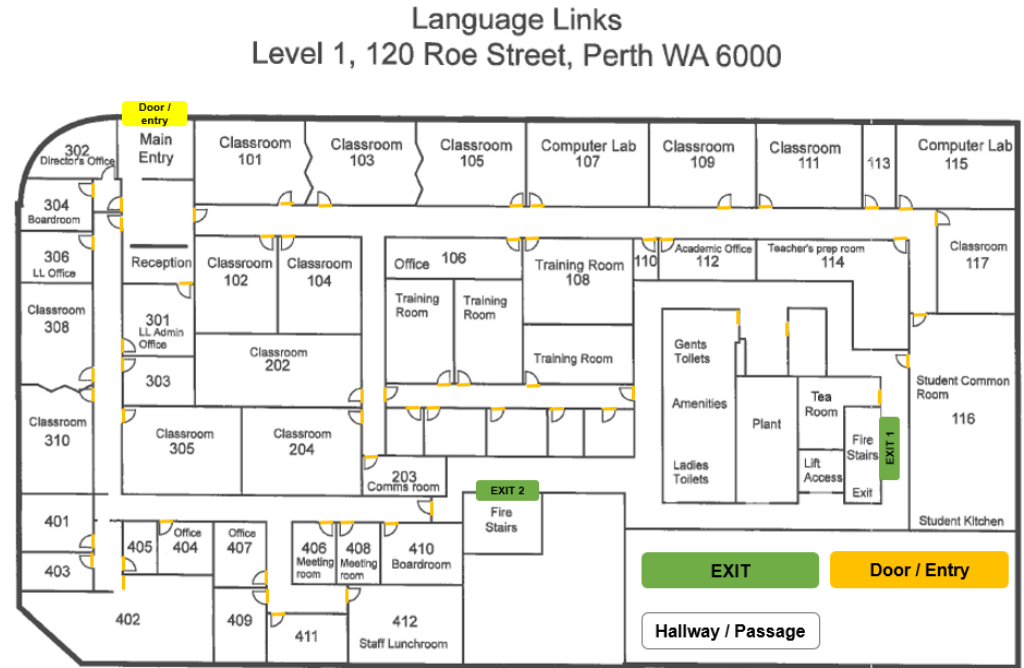 Language Links
Level 1, 120 Roe Street, Perth WA 6000
Door /
entry
Main
Entry
302
Director's Office
Classroom
101
Classroom
103
Classroom
105
Computer Lab
107
Classroom
109
Classroom
111
113
Computer Lab
115
304
Boardroom
306
LL Office
Reception
Classroom
102
Classroom
104
Office 106
Training Room
108
110
Academic Office
112
Teacher's prep room
114
Classroom
117
Classroom
308
301
LL Admin
Office
303
Classroom
202
Training
Room
Training
Room
Training Room
Gents
Toilets
Amenities
Ladies
Toilets
Plant
Tea
Room
Lift
Access
Fire
Stairs
Exit
EXIT 1
Student Common
Room
116
Student Kitchen
Classroom
310
Classroom
305
Classroom
204
203
Comms room
EXIT 2
Fire
Stairs
401
403
405
Office
404
Office
407
406
Meeting
room
408
Meeting
room
410
Boardroom
402
409
411
412
Staff Lunchroom
EXIT
Door / Entry
Hallway / Passage